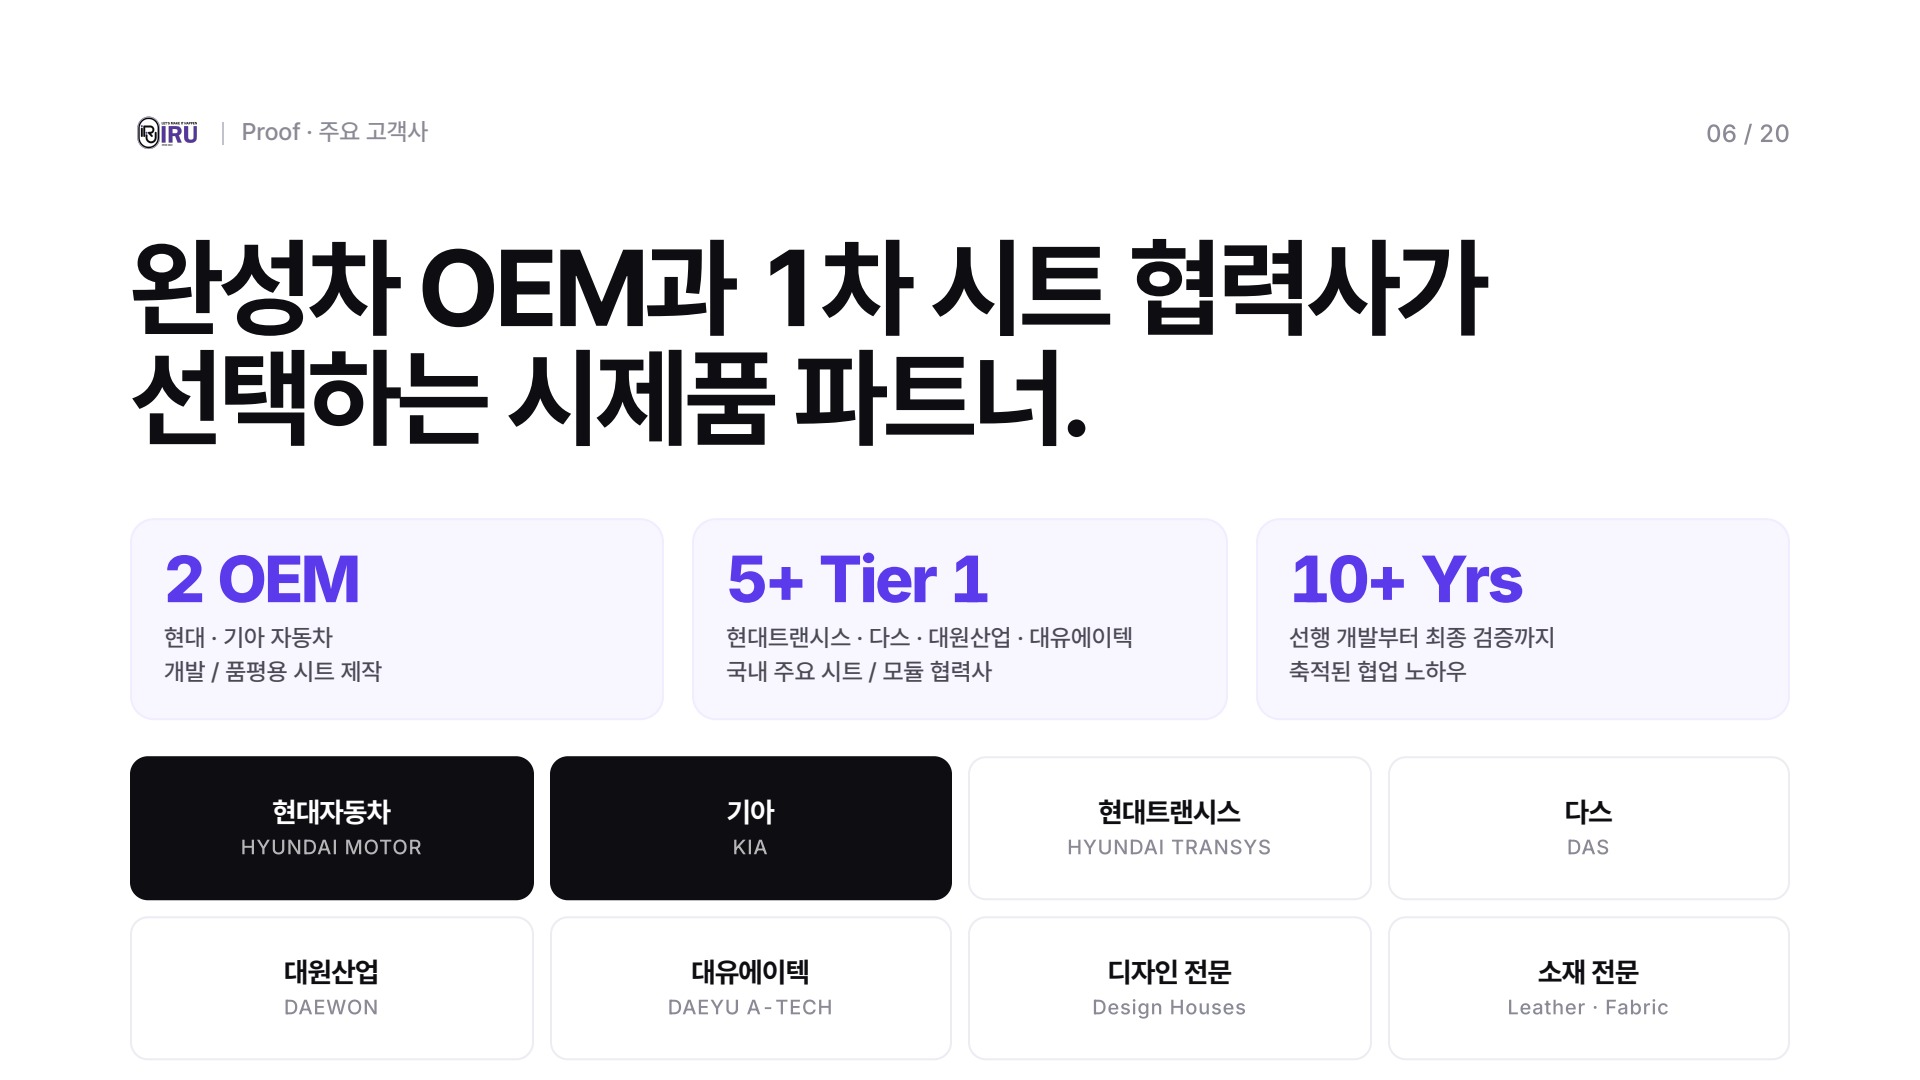 IRU
Proof · 주요 고객사
06 / 20
완성차 OEM과 1차 시트 협력사가
선택하는 시제품 파트너.
2 OEM
현대 · 기아 자동차
개발 / 품평용 시트 제작
5+ Tier 1
현대트랜시스 · 다스 · 대원산업 · 대유에이텍
국내 주요 시트 / 모듈 협력사
10+ Yrs
선행 개발부터 최종 검증까지
축적된 협업 노하우
현대자동차
HYUNDAI MOTOR
기아
KIA
현대트랜시스
HYUNDAI TRANSYS
다스
DAS
대원산업
DAEWON
대유에이텍
DAEYU A-TECH
디자인 전문
Design Houses
소재 전문
Leather · Fabric